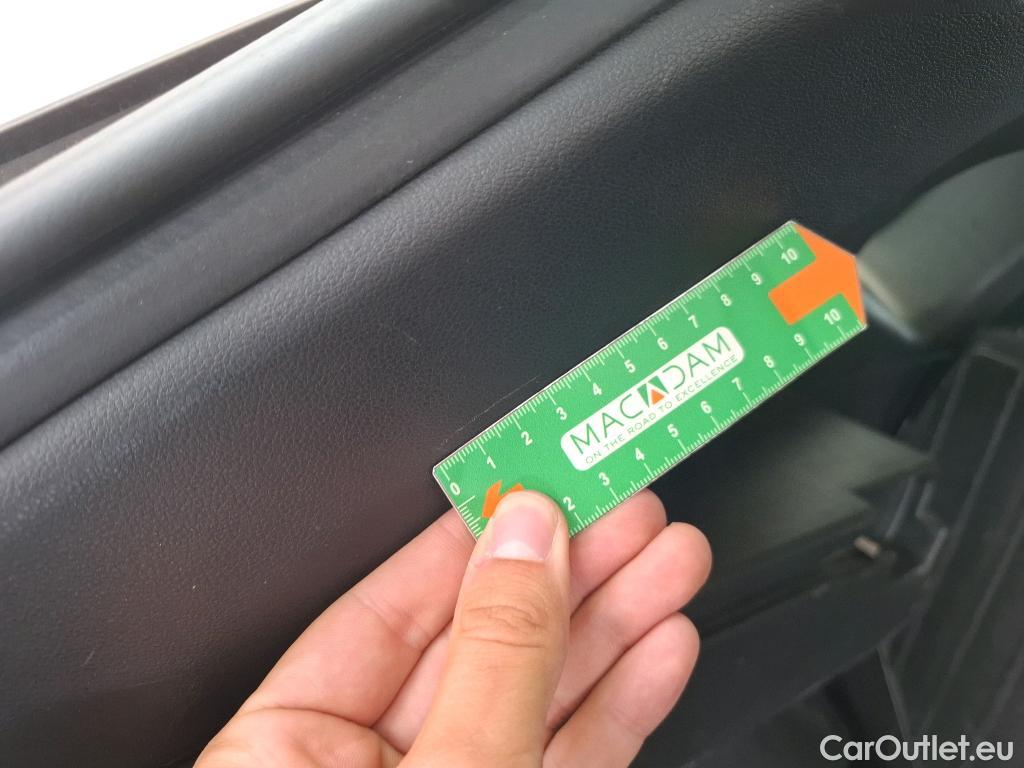 0 1 2 3 4 5 6 7 8 9 10
MACADAM
ON THE ROAD TO EXCELLENCE
2 3 4 5 6 7 8 9 10
CarOutlet.eu